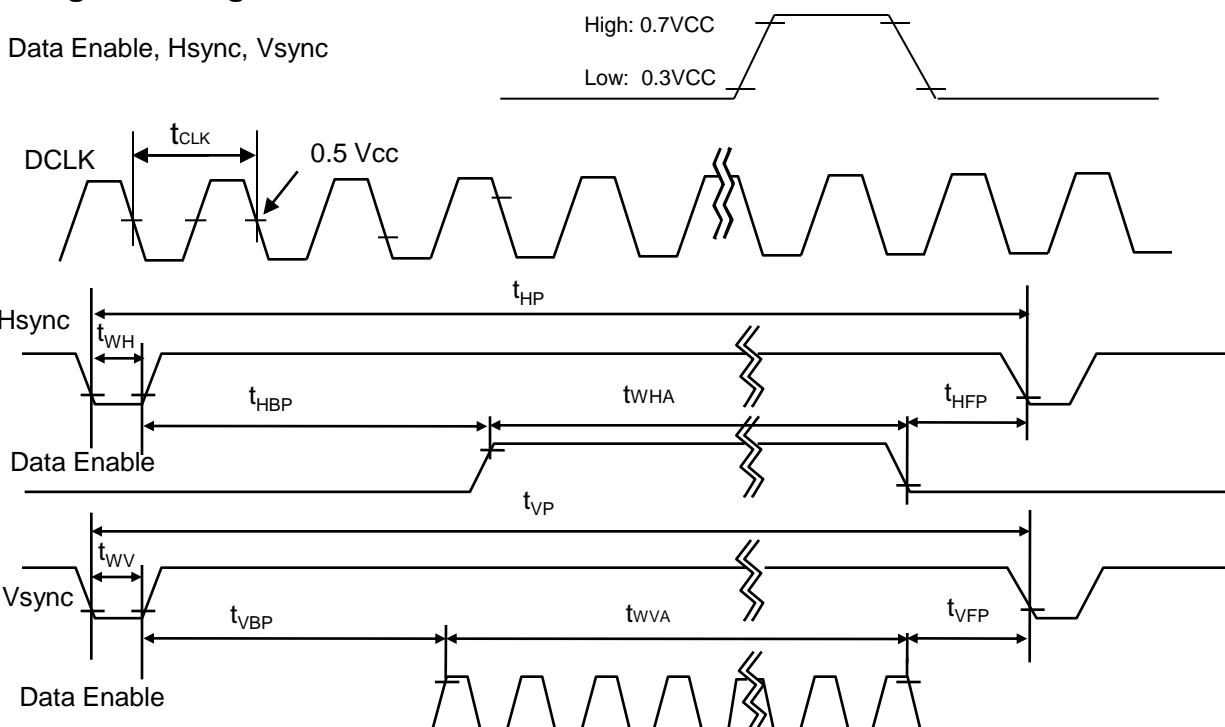 High: 0.7VCC
Data Enable, Hsync, Vsync
Low: 0.3VCC
tCLK
DCLK
0.5 Vcc
tHP
Hsync
tWH
tHBP
tWHA
tHFP
Data Enable
tVP
tWV
Vsync
tVBP
tWVA
tVFP
Data Enable